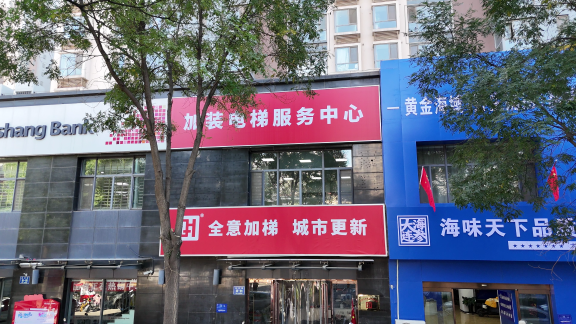 shang Bank
加装电梯服务中心
全意加梯 城市更新
一黄金海
海味天下品